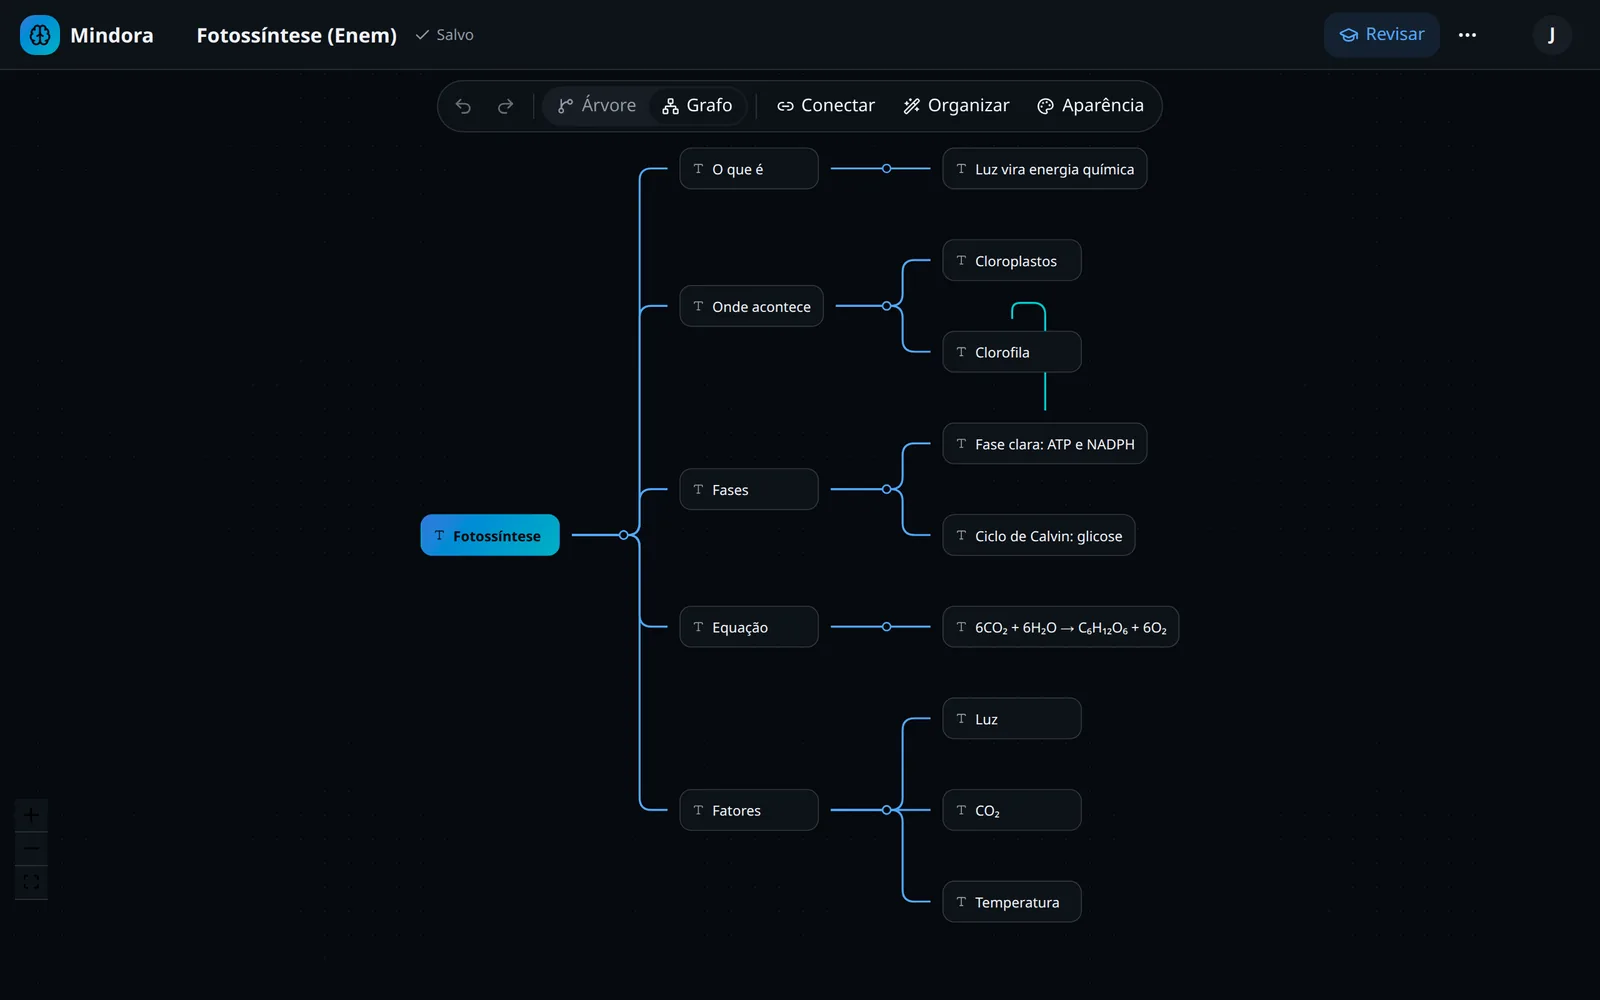 Mindora
Fotossíntese (Enem)
Salvo
Revisar
J
Árvore
Grafo
Conectar
Organizar
Aparência
O que é
Luz vira energia química
Onde acontece
Cloroplastos
Clorofila
Fases
Fase clara: ATP e NADPH
Ciclo de Calvin: glicose
Fotossíntese
Equação
6CO₂ + 6H₂O → C₆H₁₂O₆ + 6O₂
Fatores
Luz
CO₂
Temperatura